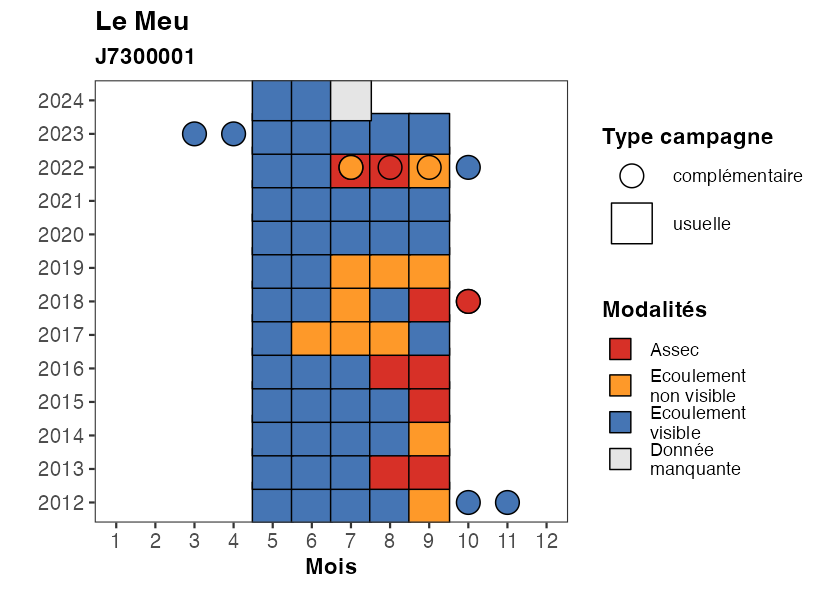 Le Meu
J7300001
2024
2023
2022
2021
2020
2019
2018
2017
2016
2015
2014
2013
2012
1 2 3 4 5 6 7 8 9 10 11 12
Mois
Type campagne
complémentaire
usuelle
Modalités
Assec
Ecoulement
non visible
Ecoulement
visible
Donnée
manquante